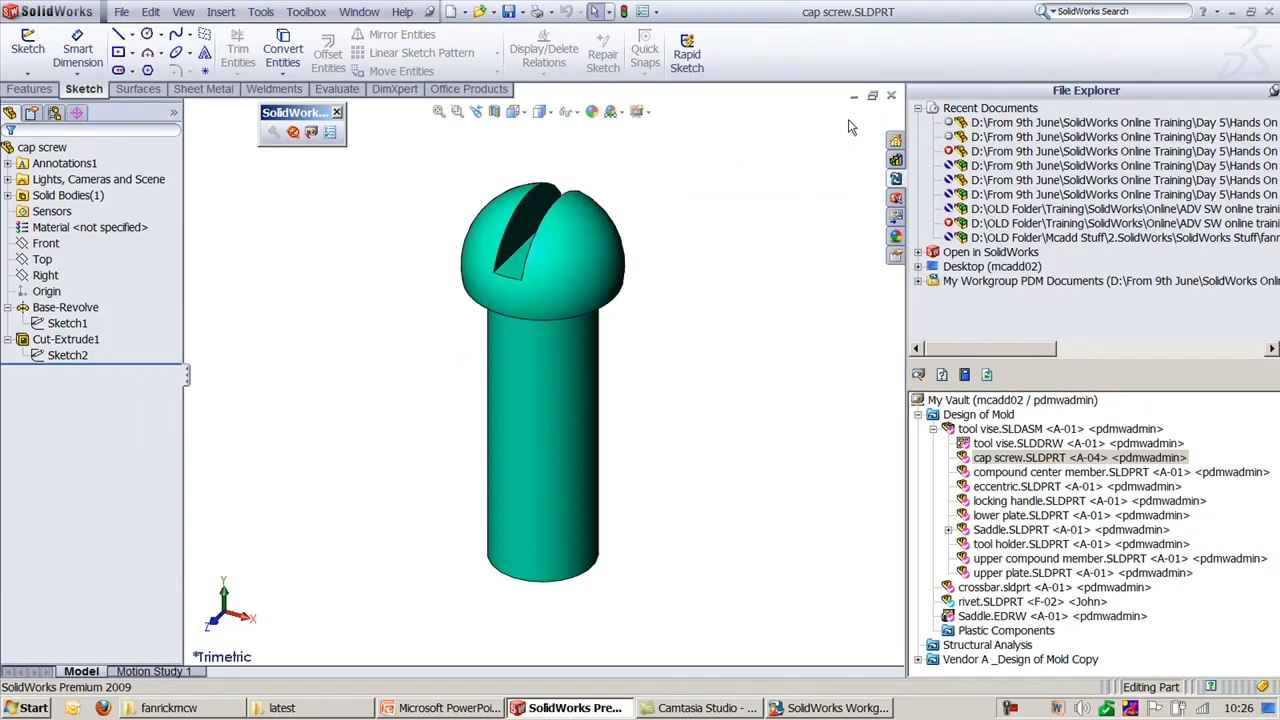 SolidWorks File Edit View Insert Tools Toolbox Window Help cap screw.SLDPRT SolidWorks Search
Sketch
Smart Dimension
Trim Entities
Convert Entities
Offset Entities
Mirror Entities
Linear Sketch Pattern
Move Entities
Display/Delete Relations
Repair Sketch
Quick Snaps
Rapid Sketch
Features Sketch Surfaces Sheet Metal Weldments Evaluate DimXpert Office Products
SolidWork...
cap screw
Annotations1
Lights, Cameras and Scene
Solid Bodies(1)
Sensors
Material <not specified>
Front
Top
Right
Origin
Base-Revolve
Sketch1
Cut-Extrude1
Sketch2
Y
X
Z
*Trimetric
Model Motion Study 1
File Explorer
Recent Documents
D:\From 9th June\SolidWorks Online Training\Day 5\Hands On
D:\From 9th June\SolidWorks Online Training\Day 5\Hands On
D:\From 9th June\SolidWorks Online Training\Day 5\Hands On
D:\From 9th June\SolidWorks Online Training\Day 5\Hands On
D:\From 9th June\SolidWorks Online Training\Day 5\Hands On
D:\From 9th June\SolidWorks Online Training\Day 5\Hands On
D:\OLD Folder\Training\SolidWorks\Online\ADV SW online traini
D:\OLD Folder\Training\SolidWorks\Online\ADV SW online traini
D:\OLD Folder\Mcadd Stuff\2.SolidWorks Stuff\fanr
Open in SolidWorks
Desktop (mcadd02)
My Workgroup PDM Documents (D:\From 9th June\SolidWorks On
My Vault (mcadd02 / pdmwadmin)
Design of Mold
tool vise.SLDASM <A-01> <pdmwadmin>
tool vise.SLDDRW <A-01> <pdmwadmin>
cap screw.SLDPRT <A-04> <pdmwadmin>
compound center member.SLDPRT <A-01> <pdmwadmin>
eccentric.SLDPRT <A-01> <pdmwadmin>
locking handle.SLDPRT <A-01> <pdmwadmin>
lower plate.SLDPRT <A-01> <pdmwadmin>
Saddle.SLDPRT <A-01> <pdmwadmin>
tool holder.SLDPRT <A-01> <pdmwadmin>
upper compound member.SLDPRT <A-01> <pdmwadmin>
upper plate.SLDPRT <A-01> <pdmwadmin>
crossbar.sldprt <A-01> <pdmwadmin>
rivet.SLDPRT <F-02> <John>
Saddle.EDRW <A-01> <pdmwadmin>
Plastic Components
Structural Analysis
Vendor A _Design of Mold Copy
SolidWorks Premium 2009 Editing Part
Start fanrickmcw latest Microsoft PowerPoi... SolidWorks Pre... Camtasia Studio - ... SolidWorks Workg... 10:26